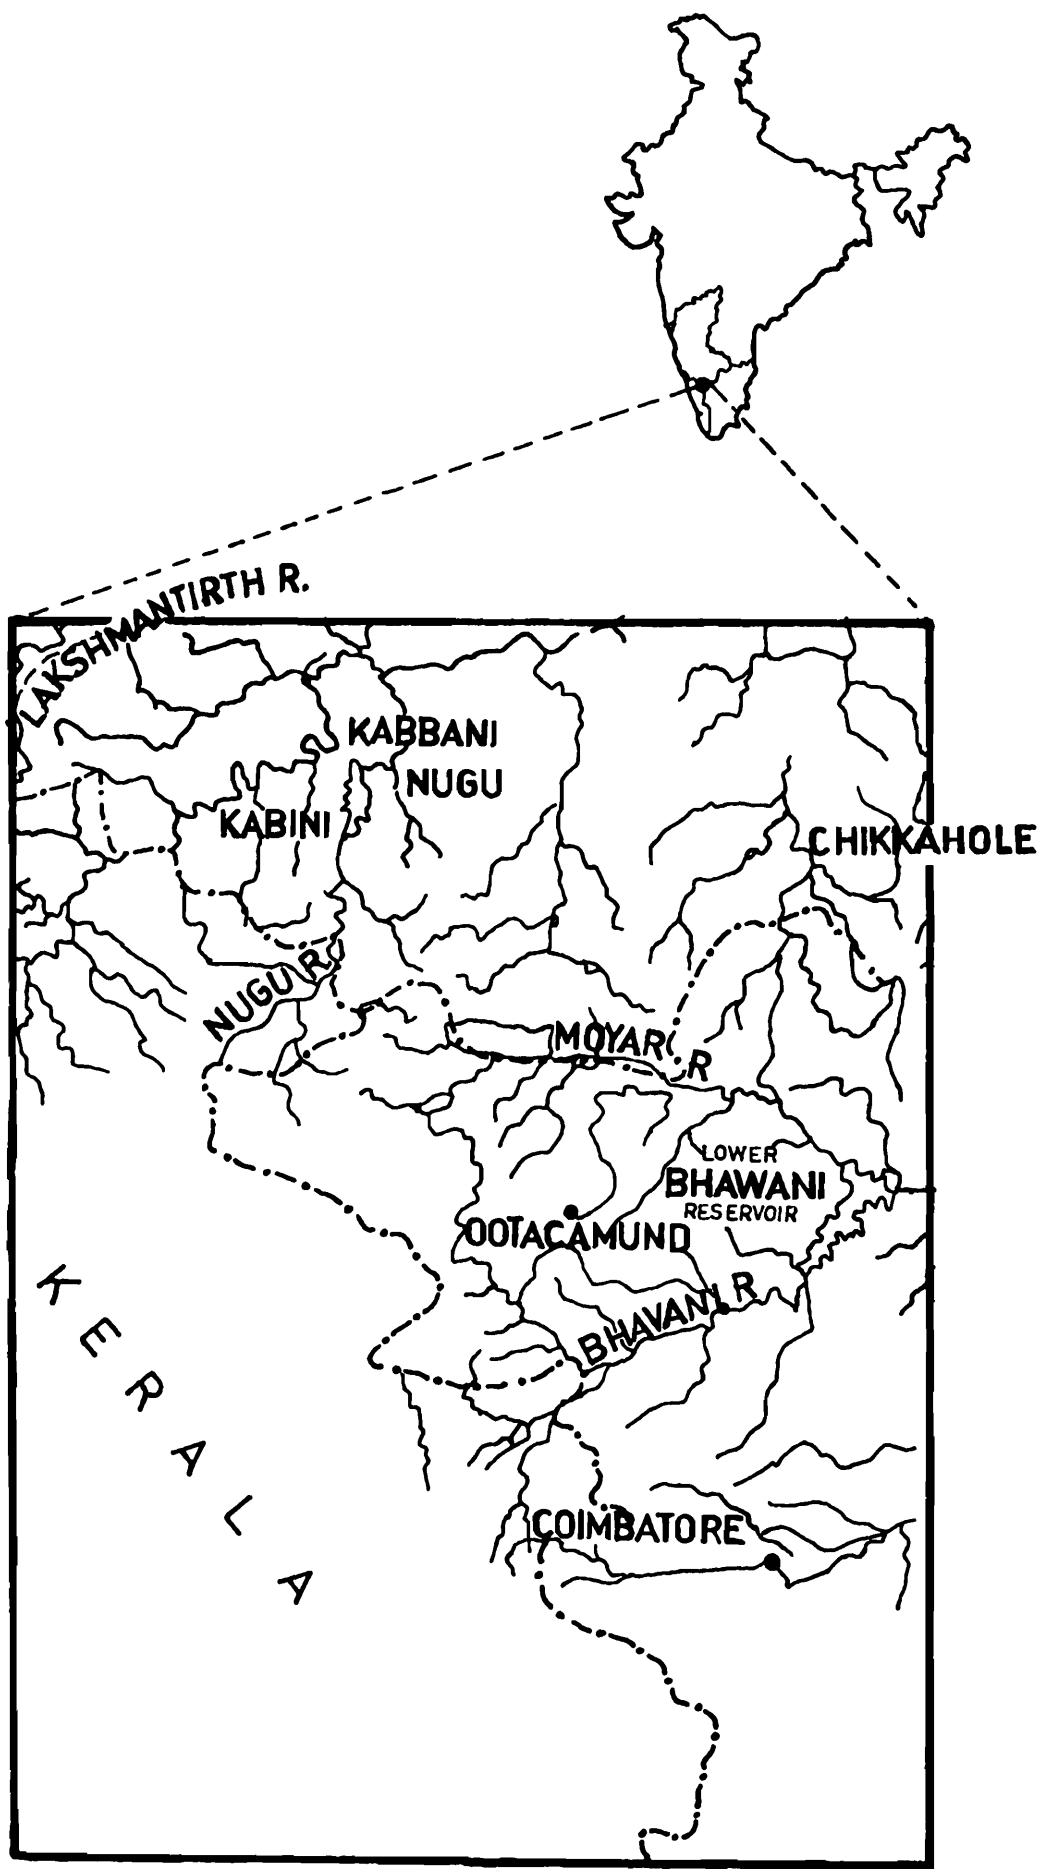 LAKSHMANTIRTH R.
KABBANI
NUGU
KABINI
CHIKKAHOLE
NUGU R.
MOYAR R
LOWER
BHAWANI
RESERVOIR
OOTACAMUND
BHAVANI R
KERALA
COIMBATORE